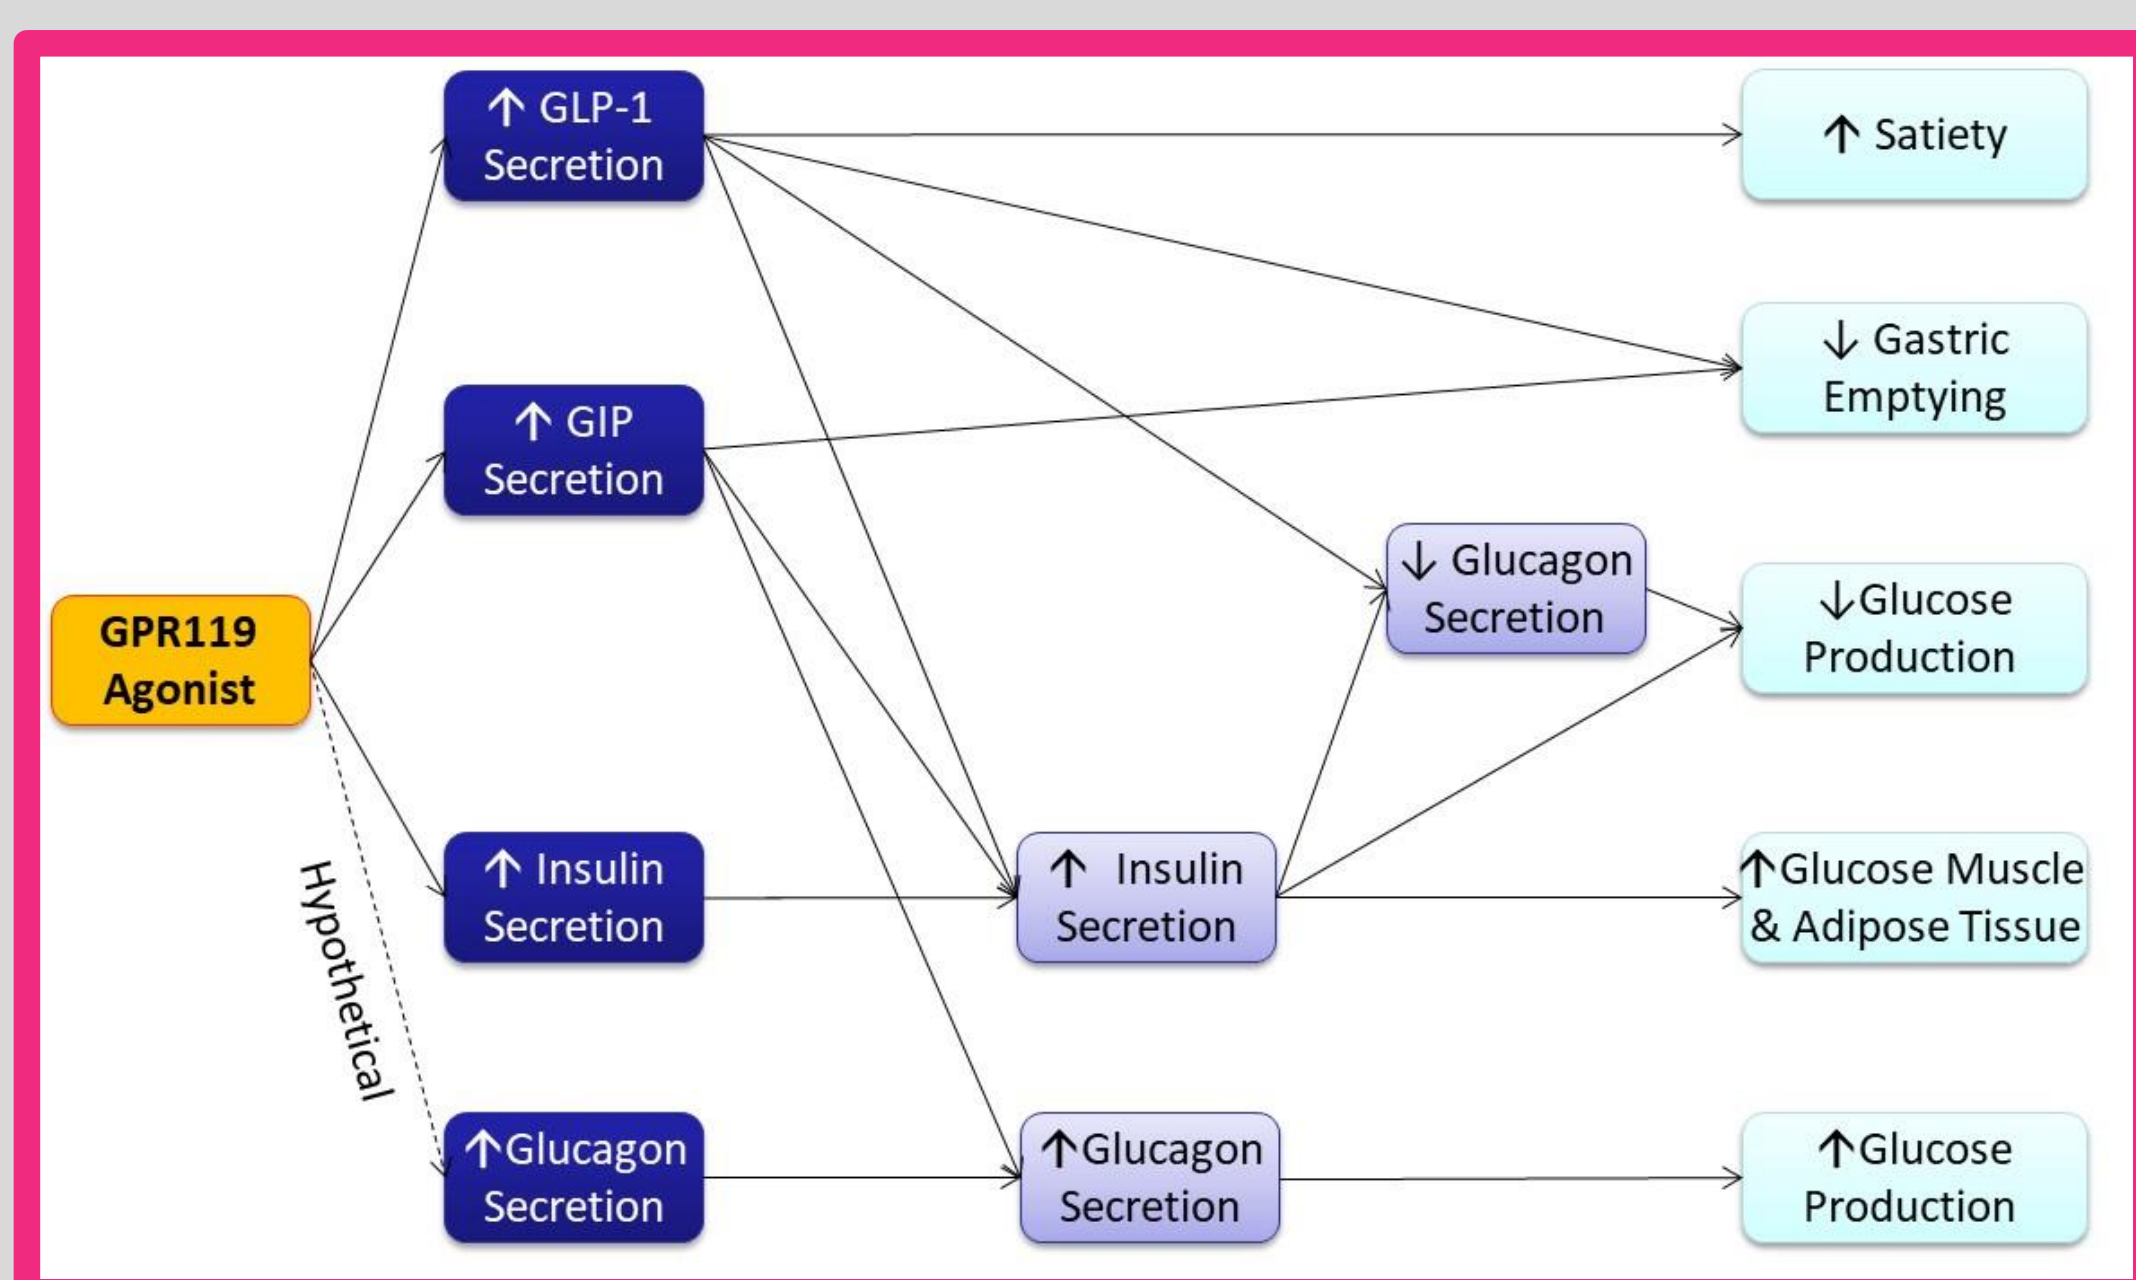 ↑ GLP-1
Secretion
↑ Satiety
↓ Gastric
Emptying
↑ GIP
Secretion
↓ Glucagon
Secretion
↓Glucose
Production
GPR119
Agonist
Hypothetical
↑ Insulin
Secretion
↑ Insulin
Secretion
↑Glucose Muscle
& Adipose Tissue
↑Glucagon
Secretion
↑Glucagon
Secretion
↑Glucose
Production